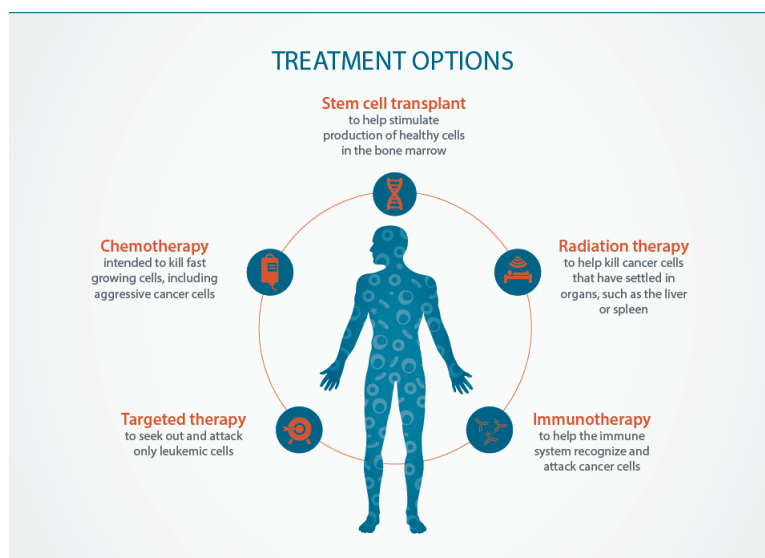 TREATMENT OPTIONS
Stem cell transplant
to help stimulate
production of healthy cells
in the bone marrow
Chemotherapy
intended to kill fast
growing cells, including
aggressive cancer cells
Radiation therapy
to help kill cancer cells
that have settled in
organs, such as the liver
or spleen
Targeted therapy
to seek out and attack
only leukemic cells
Immunotherapy
to help the immune
system recognize and
attack cancer cells